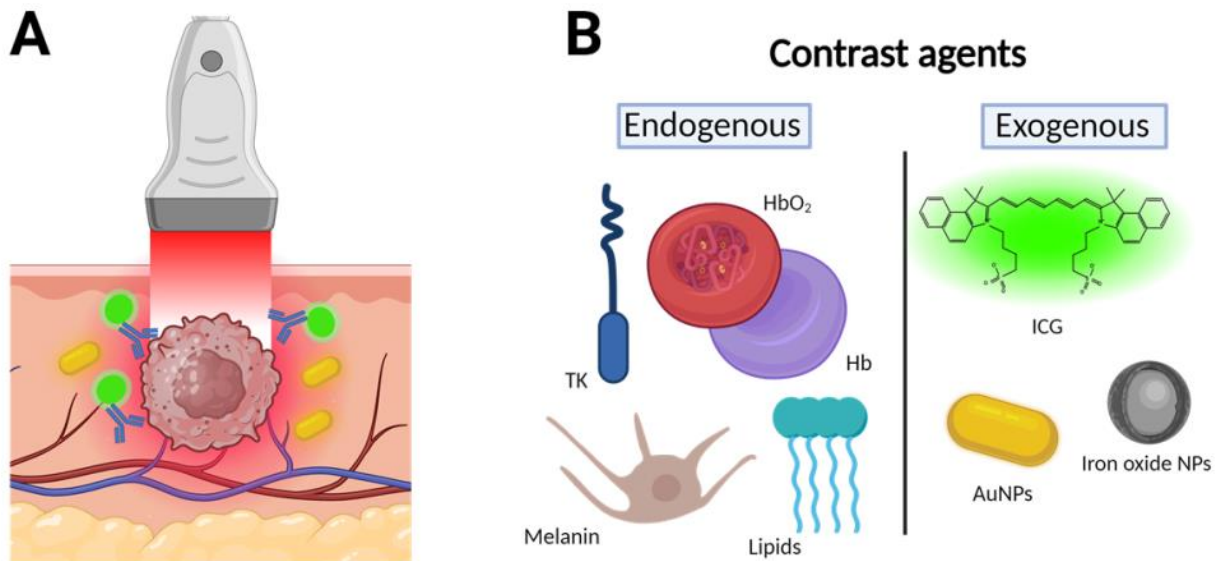 A
B
Contrast agents
Endogenous
Exogenous
HbO₂
TK
Hb
Melanin
Lipids
ICG
AuNPs
Iron oxide NPs